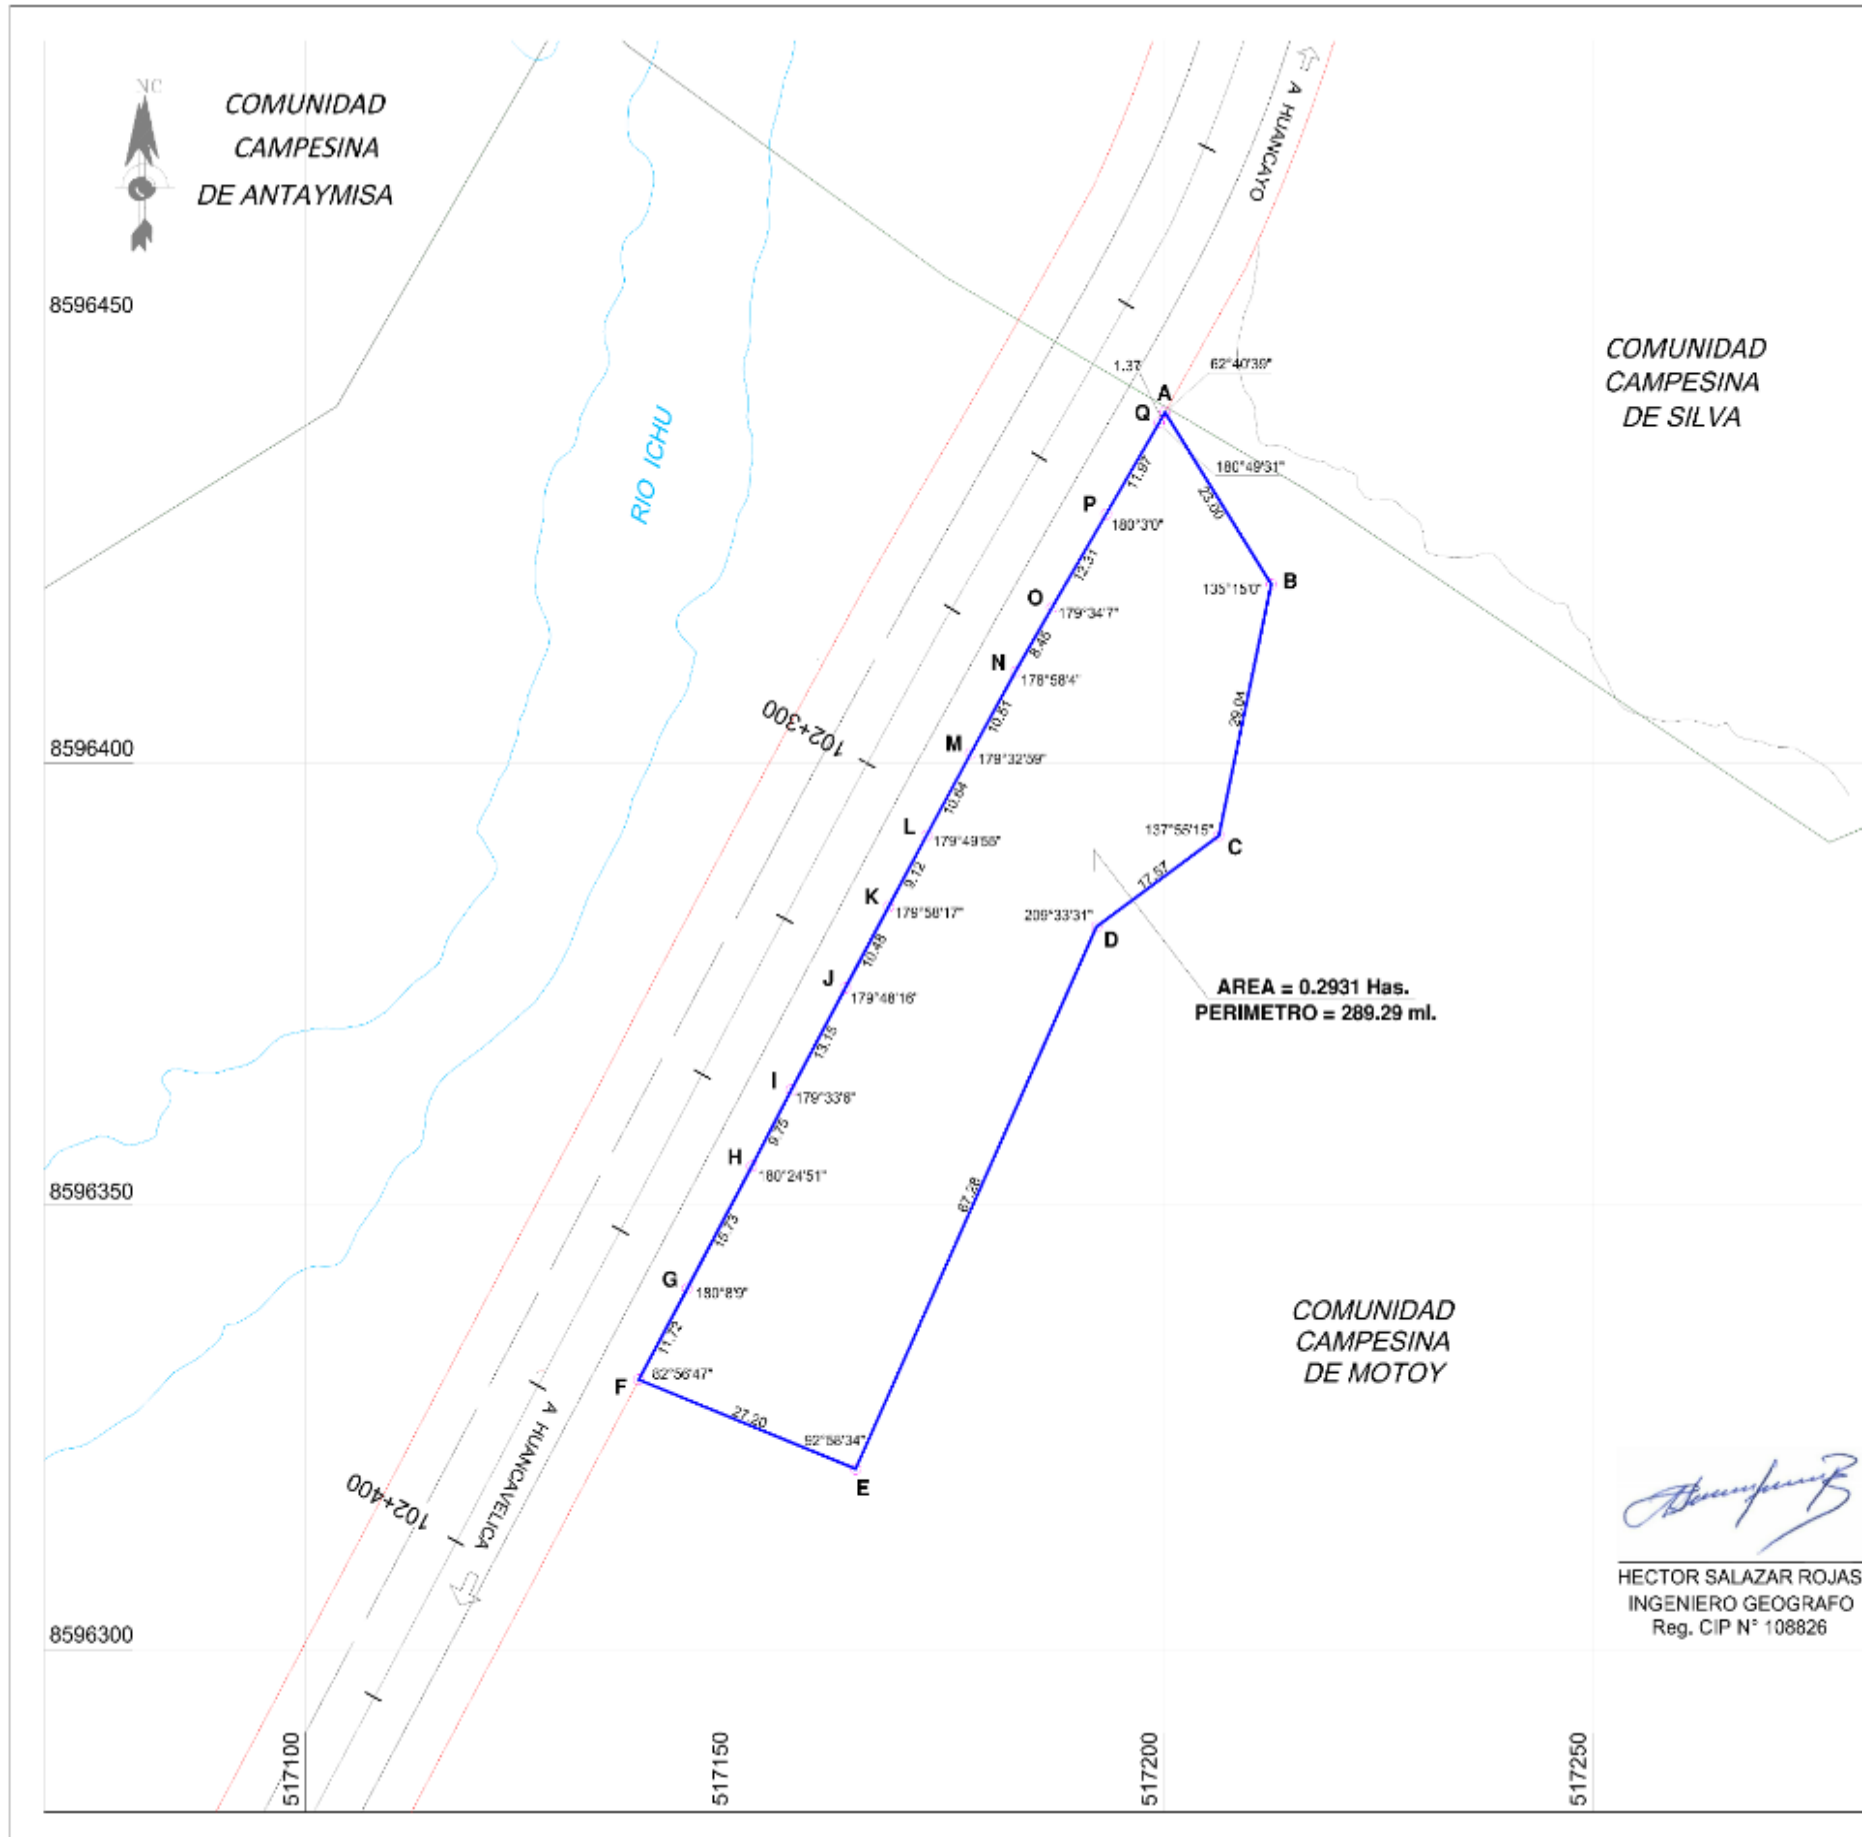 NC
COMUNIDAD
CAMPESINA
DE ANTAYMISA
A HUANCAYO
8596450
COMUNIDAD
CAMPESINA
DE SILVA
RIO ICHU
1.37
62°40'39"
A
Q
180°49'31"
11.97
23.00
P
180°3'0"
12.31
B
135°15'0"
O
179°34'7"
8.45
N
178°58'4"
29.04
102+300
10.81
8596400
M
179°32'59"
10.64
L
179°49'55"
137°55'15"
C
17.57
9.12
K
179°58'17"
209°33'31"
D
10.48
J
179°48'16"
AREA = 0.2931 Has.
PERIMETRO = 289.29 ml.
13.15
I
179°33'8"
9.75
H
180°24'51"
8596350
67.28
15.73
G
180°8'9"
COMUNIDAD
CAMPESINA
DE MOTOY
11.72
F
82°56'47"
27.20
92°58'34"
E
A HUANCAVELICA
102+400
HECTOR SALAZAR ROJAS
INGENIERO GEOGRAFO
Reg. CIP N° 108826
8596300
517100
517150
517200
517250